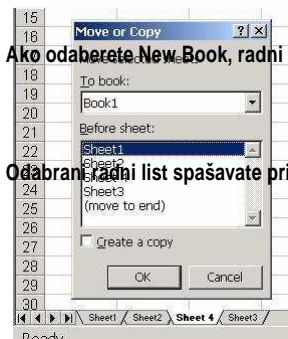 15
16
Move or Copy
Ako odaberete New Book, radni
18
To book:
19
Book1
20
21
Before sheet:
22
Sheet1
Sheet2
Odabrani radni list spašavate pri
24
Sheet3
25
(move to end)
26
27
Create a copy
28
29
OK Cancel
30
Sheet1 Sheet2 Sheet 4 Sheet3
Ready